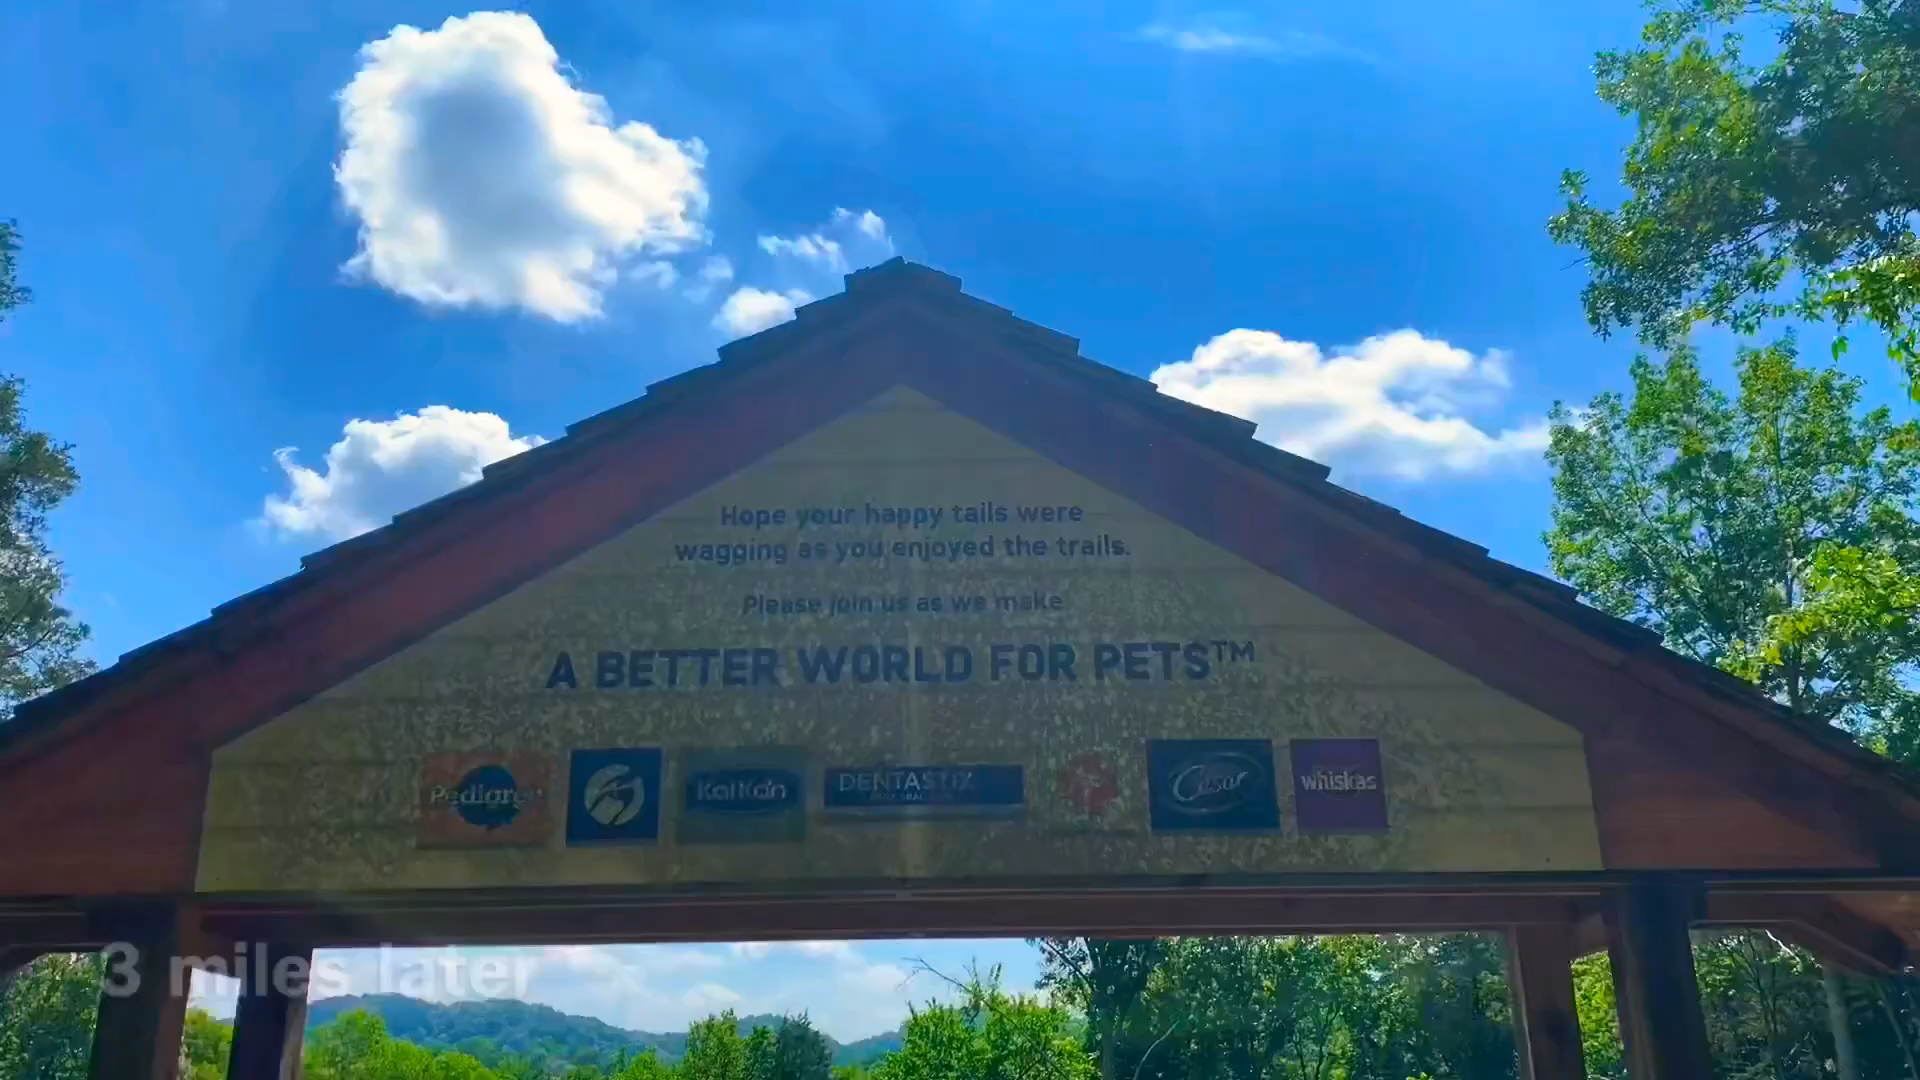 Hope your happy tails were
wagging as you enjoyed the trails.
Please join us as we make
A BETTER WORLD FOR PETS™
Pedigree
KalKan
DENTASTIX
Cesar
whiskas
3 miles later